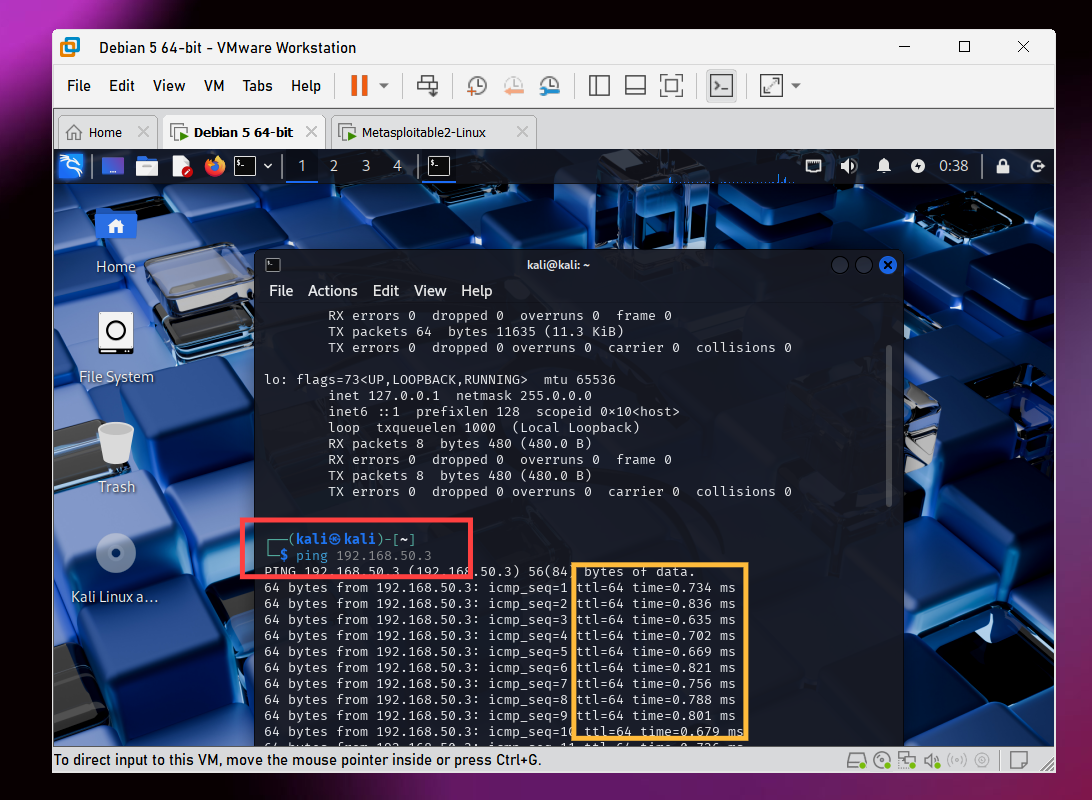 Debian 5 64-bit - VMware Workstation
File Edit View VM Tabs Help
Home Debian 5 64-bit Metasploitable2-Linux
1 2 3 4 0:38
Home
File System
Trash
Kali Linux a...
kali@kali: ~
File Actions Edit View Help
RX errors 0 dropped 0 overruns 0 frame 0
TX packets 64 bytes 11635 (11.3 KiB)
TX errors 0 dropped 0 overruns 0 carrier 0 collisions 0
lo: flags=73<UP,LOOPBACK,RUNNING> mtu 65536
inet 127.0.0.1 netmask 255.0.0.0
inet6 ::1 prefixlen 128 scopeid 0×10<host>
loop txqueuelen 1000 (Local Loopback)
RX packets 8 bytes 480 (480.0 B)
RX errors 0 dropped 0 overruns 0 frame 0
TX packets 8 bytes 480 (480.0 B)
TX errors 0 dropped 0 overruns 0 carrier 0 collisions 0
┌──(kali㉿kali)-[~]
└─$ ping 192.168.50.3
PING 192.168.50.3 (192.168.50.3) 56(84) bytes of data.
64 bytes from 192.168.50.3: icmp_seq=1 ttl=64 time=0.734 ms
64 bytes from 192.168.50.3: icmp_seq=2 ttl=64 time=0.836 ms
64 bytes from 192.168.50.3: icmp_seq=3 ttl=64 time=0.635 ms
64 bytes from 192.168.50.3: icmp_seq=4 ttl=64 time=0.702 ms
64 bytes from 192.168.50.3: icmp_seq=5 ttl=64 time=0.669 ms
64 bytes from 192.168.50.3: icmp_seq=6 ttl=64 time=0.821 ms
64 bytes from 192.168.50.3: icmp_seq=7 ttl=64 time=0.756 ms
64 bytes from 192.168.50.3: icmp_seq=8 ttl=64 time=0.788 ms
64 bytes from 192.168.50.3: icmp_seq=9 ttl=64 time=0.801 ms
64 bytes from 192.168.50.3: icmp_seq=10 ttl=64 time=0.679 ms
To direct input to this VM, move the mouse pointer inside or press Ctrl+G.